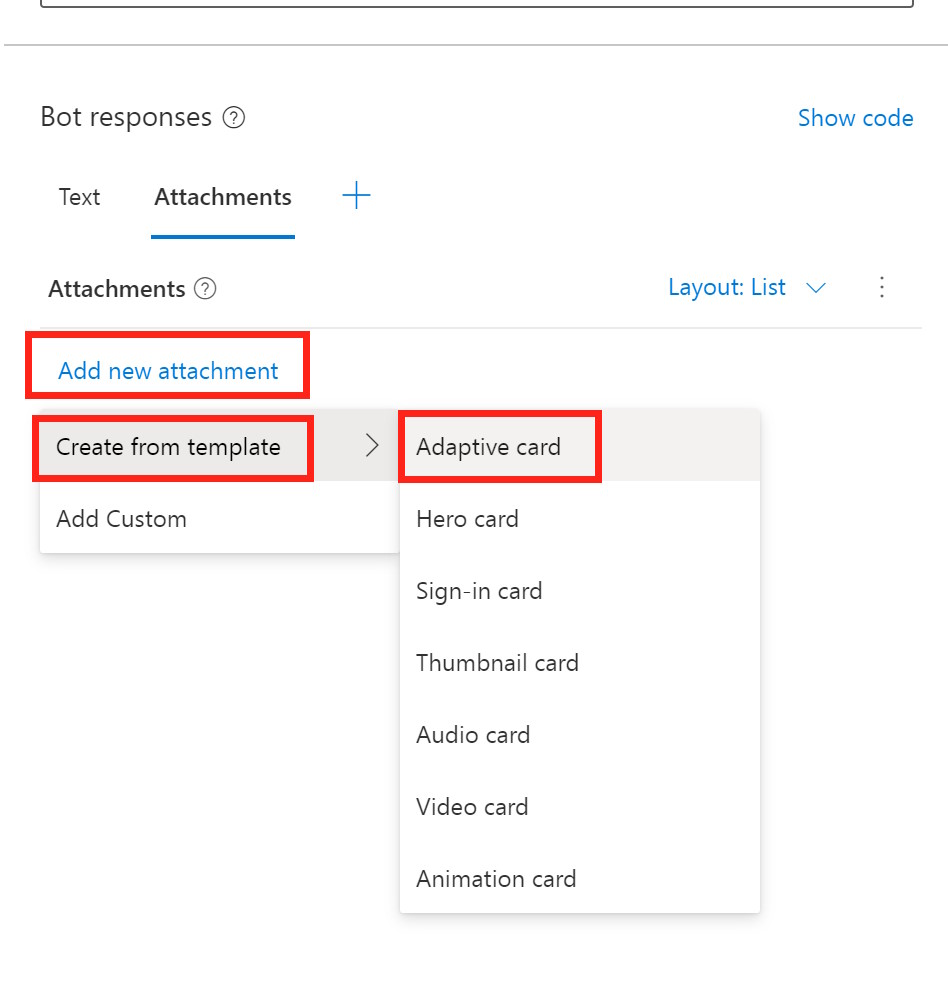 Bot responses ? Show code
Text Attachments +
Attachments ? Layout: List
Add new attachment
Create from template Adaptive card
Add Custom Hero card
Sign-in card
Thumbnail card
Audio card
Video card
Animation card